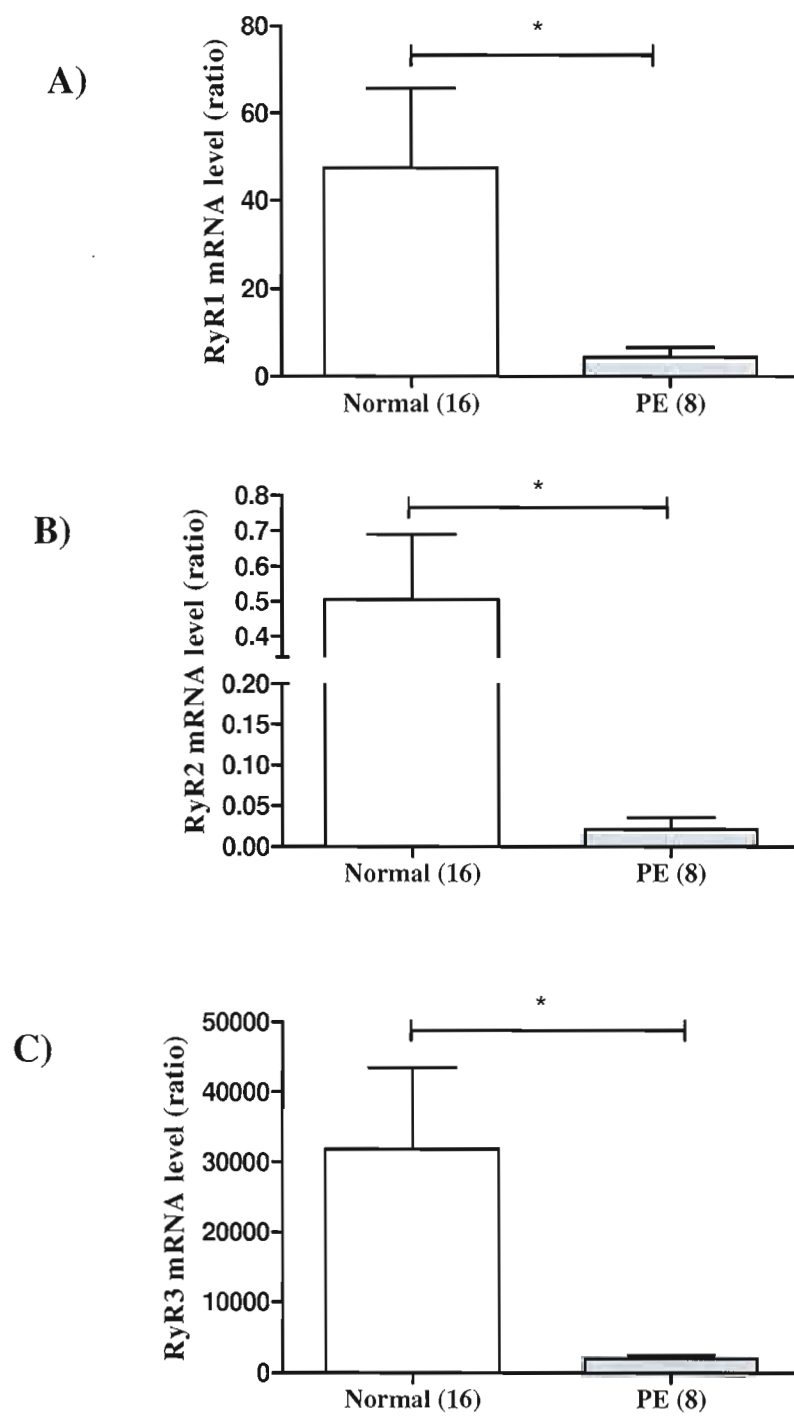 A)
RyR1 mRNA level (ratio)
80
60
40
20
0
*
Normal (16)
PE (8)
B)
RyR2 mRNA level (ratio)
0.8
0.7
0.6
0.5
0.4
0.20
0.15
0.10
0.05
0.00
*
Normal (16)
PE (8)
C)
RyR3 mRNA level (ratio)
50000
40000
30000
20000
10000
0
*
Normal (16)
PE (8)